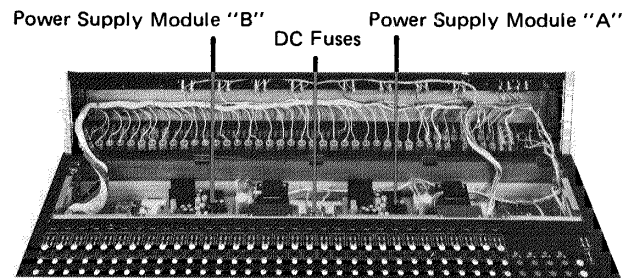 Power Supply Module "B"
DC Fuses
Power Supply Module "A"